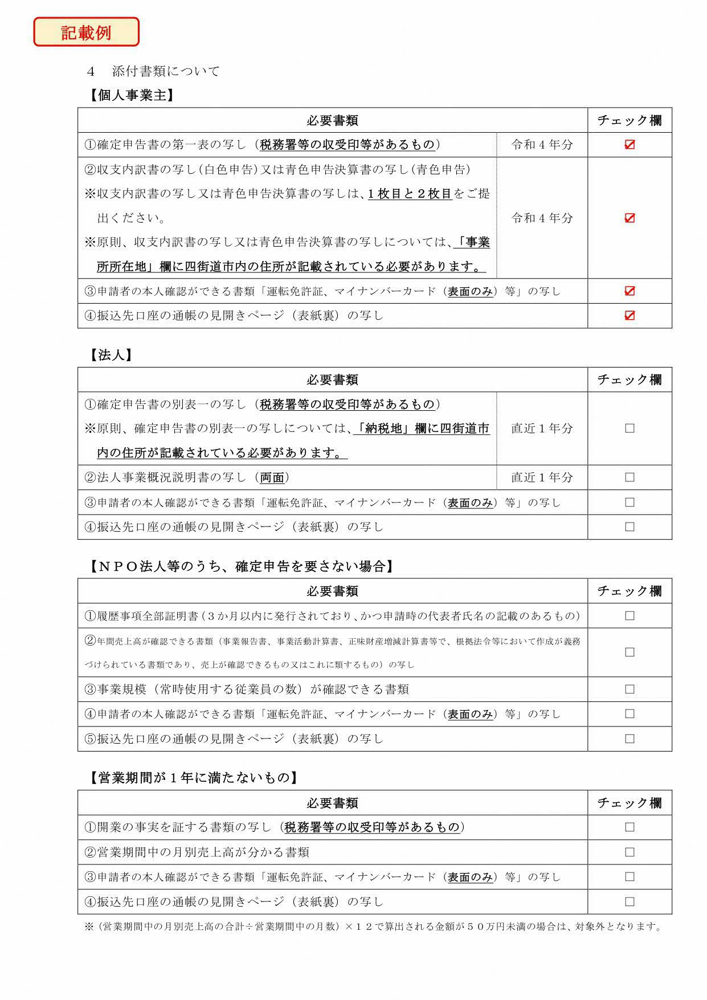 記載例
４　添付書類について
【個人事業主】
必要書類 チェック欄
①確定申告書の第一表の写し（税務署等の収受印等があるもの） 令和４年分 ☑
②収支内訳書の写し（白色申告）又は青色申告決算書の写し（青色申告）
※収支内訳書の写し又は青色申告決算書の写しは、１枚目と２枚目をご提
出ください。 令和４年分 ☑
※原則、収支内訳書の写し又は青色申告決算書の写しについては、「事業
所所在地」欄に四街道市内の住所が記載されている必要があります。
③申請者の本人確認ができる書類「運転免許証、マイナンバーカード（表面のみ）等」の写し ☑
④振込先口座の通帳の見開きページ（表紙裏）の写し ☑
【法人】
必要書類 チェック欄
①確定申告書の別表一の写し（税務署等の収受印等があるもの）
※原則、確定申告書の別表一の写しについては、「納税地」欄に四街道市 直近１年分 □
内の住所が記載されている必要があります。
②法人事業概況説明書の写し（両面） 直近１年分 □
③申請者の本人確認ができる書類「運転免許証、マイナンバーカード（表面のみ）等」の写し □
④振込先口座の通帳の見開きページ（表紙裏）の写し □
【ＮＰＯ法人等のうち、確定申告を要さない場合】
必要書類 チェック欄
①履歴事項全部証明書（３か月以内に発行されており、かつ申請時の代表者氏名の記載のあるもの） □
②年間売上高が確認できる書類（事業報告書、事業活動計算書、正味財産増減計算書等で、根拠法令等において作成が義務
づけられている書類であり、売上が確認できるもの又はこれに類するもの）の写し □
③事業規模（常時使用する従業員の数）が確認できる書類 □
④申請者の本人確認ができる書類「運転免許証、マイナンバーカード（表面のみ）等」の写し □
⑤振込先口座の通帳の見開きページ（表紙裏）の写し □
【営業期間が１年に満たないもの】
必要書類 チェック欄
①開業の事実を証する書類の写し（税務署等の収受印等があるもの） □
②営業期間中の月別売上高が分かる書類 □
③申請者の本人確認ができる書類「運転免許証、マイナンバーカード（表面のみ）等」の写し □
④振込先口座の通帳の見開きページ（表紙裏）の写し □
※（営業期間中の月別売上高の合計÷営業期間中の月数）×１２で算出される金額が５０万円未満の場合は、対象外となります。